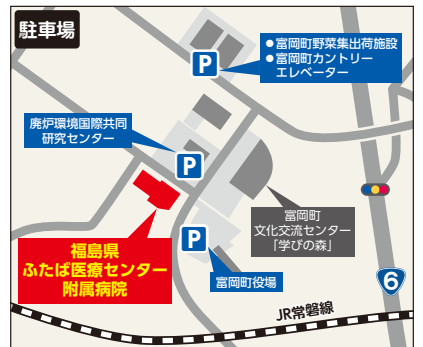 駐車場
P
●富岡町野菜集出荷施設
●富岡町カントリー
エレベーター
廃炉環境国際共同
研究センター
P
富岡町
文化交流センター
「学びの森」
福島県
ふたば医療センター
附属病院
P
富岡町役場
6
JR常磐線